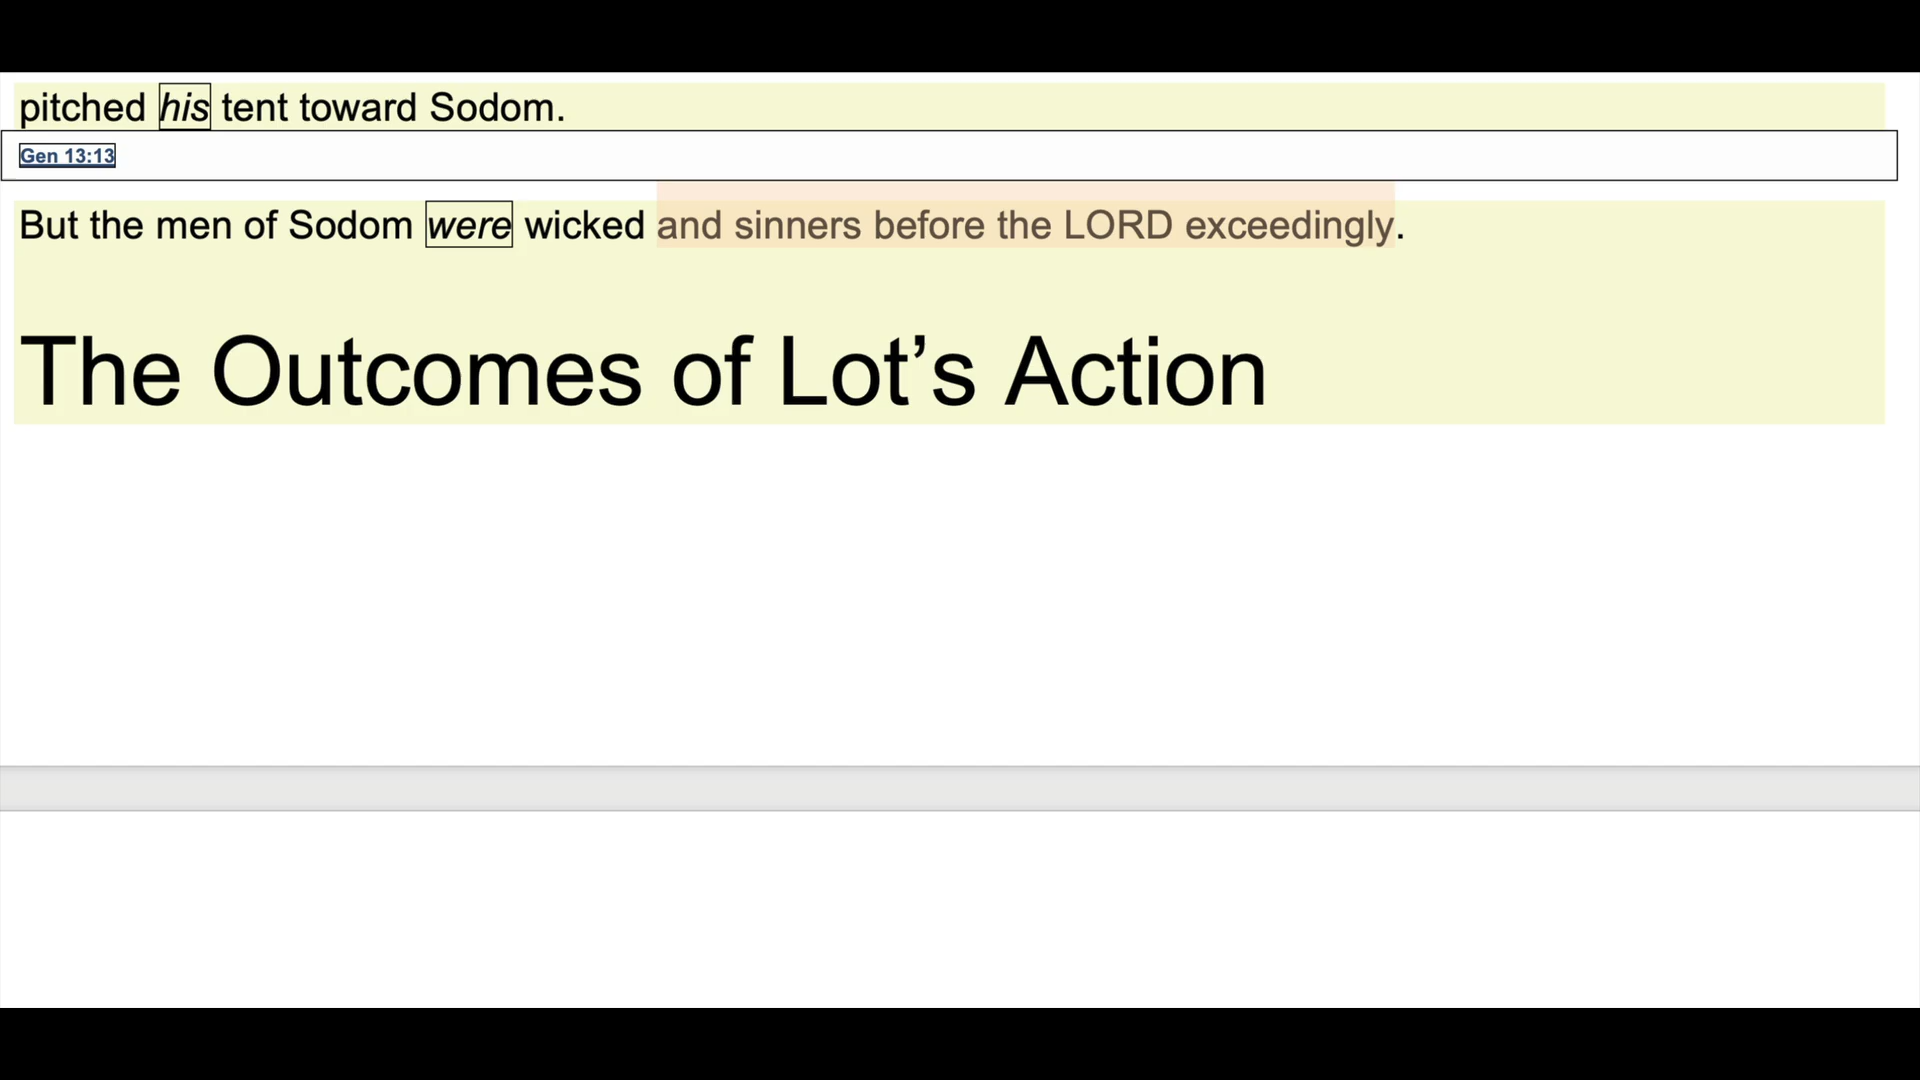 pitched his tent toward Sodom.
Gen 13:13
But the men of Sodom were wicked and sinners before the LORD exceedingly.
The Outcomes of Lot’s Action